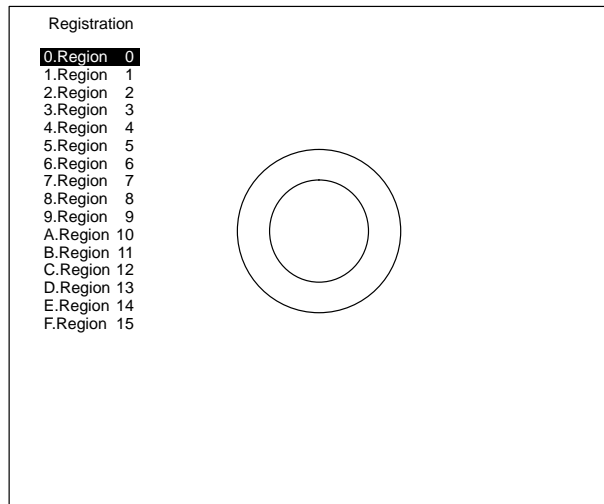 Registration
0.Region 0
1.Region 1
2.Region 2
3.Region 3
4.Region 4
5.Region 5
6.Region 6
7.Region 7
8.Region 8
9.Region 9
A.Region 10
B.Region 11
C.Region 12
D.Region 13
E.Region 14
F.Region 15